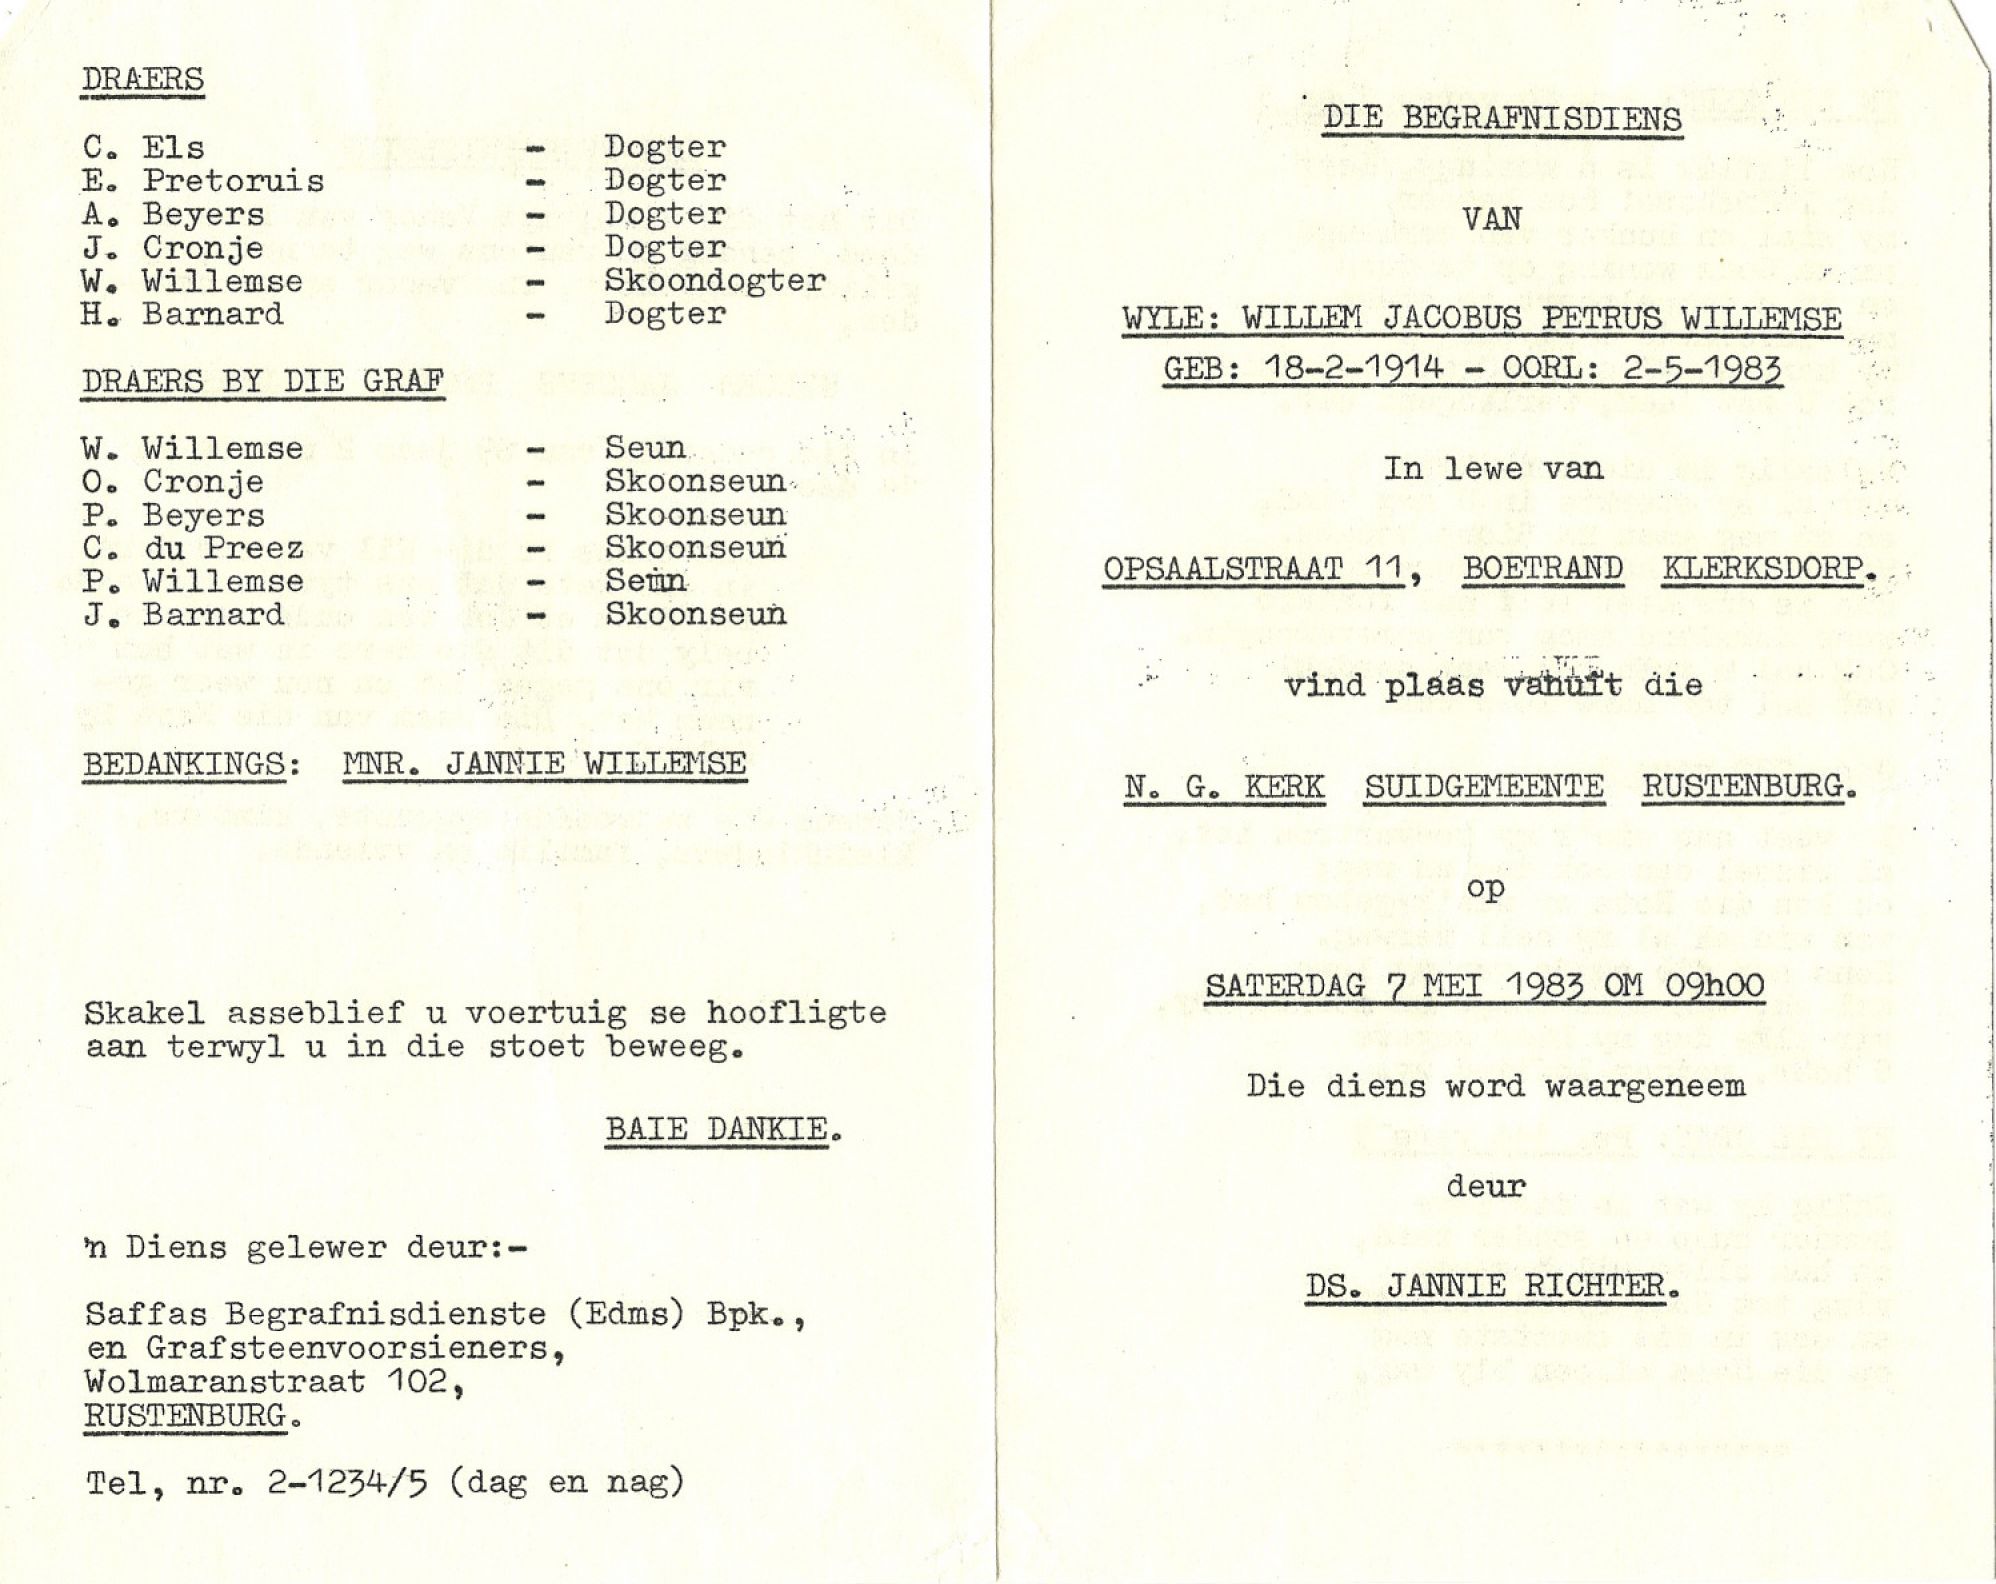 DRAERS
C. Els - Dogter
E. Pretoruis - Dogter
A. Beyers - Dogter
J. Cronje - Dogter
W. Willemse - Skoondogter
H. Barnard - Dogter
DRAERS BY DIE GRAF
W. Willemse - Seun
O. Cronje - Skoonseun
P. Beyers - Skoonseun
C. du Preez - Skoonseun
P. Willemse - Seun
J. Barnard - Skoonseun
BEDANKINGS: MNR. JANNIE WILLEMSE
Skakel asseblief u voertuig se hoofligte
aan terwyl u in die stoet beweeg.
BAIE DANKIE.
'n Diens gelewer deur:-
Saffas Begrafnisdienste (Edms) Bpk.,
en Grafsteenvoorsieners,
Wolmaranstraat 102,
RUSTENBURG.
Tel, nr. 2-1234/5 (dag en nag)
DIE BEGRAFNISDIENS
VAN
WYLE: WILLEM JACOBUS PETRUS WILLEMSE
GEB: 18-2-1914 - OORL: 2-5-1983
In lewe van
OPSAALSTRAAT 11, BOETRAND KLERKSDORP.
vind plaas vanuit die
N. G. KERK SUIDGEMEENTE RUSTENBURG.
op
SATERDAG 7 MEI 1983 OM 09h00
Die diens word waargeneem
deur
DS. JANNIE RICHTER.